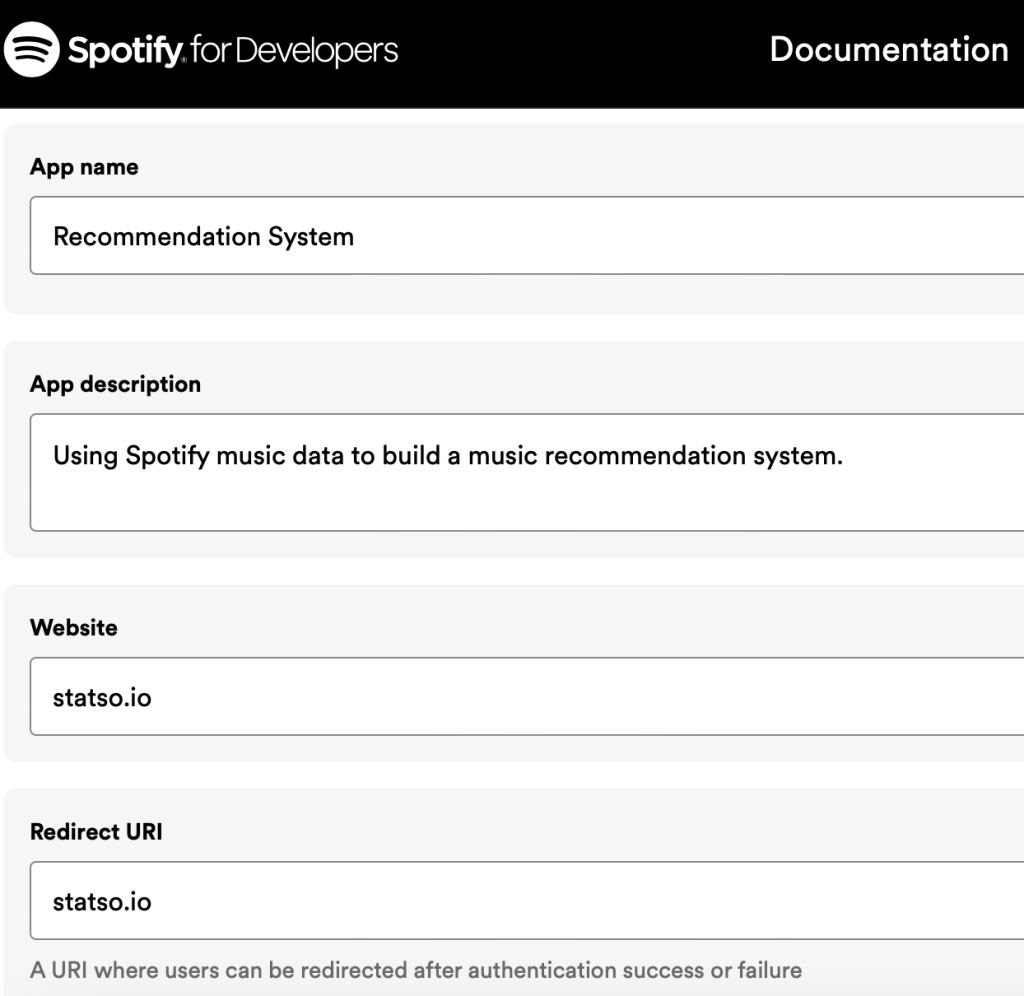 Spotify® for Developers
Documentation
App name
Recommendation System
App description
Using Spotify music data to build a music recommendation system.
Website
statso.io
Redirect URI
statso.io
A URI where users can be redirected after authentication success or failure